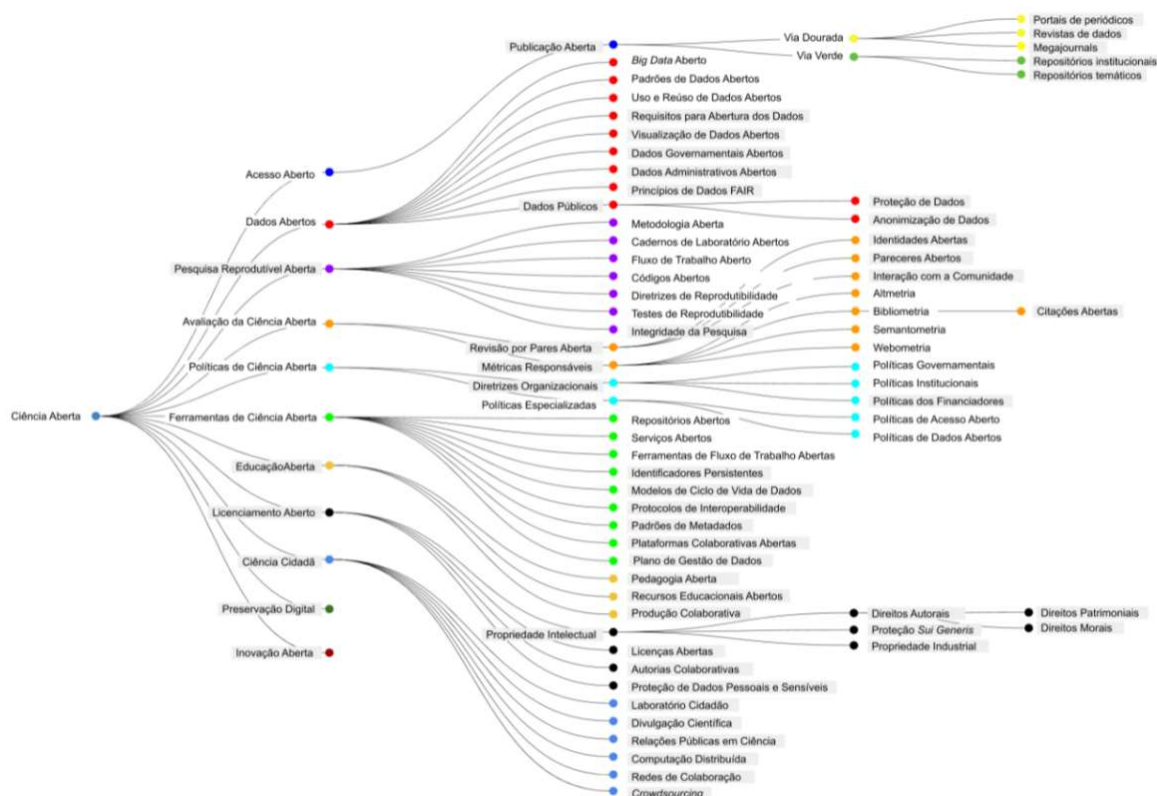 Ciência Aberta
Acesso Aberto
Dados Abertos
Pesquisa Reprodutível Aberta
Avaliação da Ciência Aberta
Políticas de Ciência Aberta
Ferramentas de Ciência Aberta
EducaçãoAberta
Licenciamento Aberto
Ciência Cidadã
Preservação Digital
Inovação Aberta
Publicação Aberta
Big Data Aberto
Padrões de Dados Abertos
Uso e Reúso de Dados Abertos
Requisitos para Abertura dos Dados
Visualização de Dados Abertos
Dados Governamentais Abertos
Dados Administrativos Abertos
Princípios de Dados FAIR
Dados Públicos
Metodologia Aberta
Cadernos de Laboratório Abertos
Fluxo de Trabalho Aberto
Códigos Abertos
Diretrizes de Reprodutibilidade
Testes de Reprodutibilidade
Integridade da Pesquisa
Revisão por Pares Aberta
Métricas Responsáveis
Diretrizes Organizacionais
Políticas Especializadas
Repositórios Abertos
Serviços Abertos
Ferramentas de Fluxo de Trabalho Abertas
Identificadores Persistentes
Modelos de Ciclo de Vida de Dados
Protocolos de Interoperabilidade
Padrões de Metadados
Plataformas Colaborativas Abertas
Plano de Gestão de Dados
Pedagogia Aberta
Recursos Educacionais Abertos
Produção Colaborativa
Propriedade Intelectual
Licenças Abertas
Autorias Colaborativas
Proteção de Dados Pessoais e Sensíveis
Laboratório Cidadão
Divulgação Científica
Relações Públicas em Ciência
Computação Distribuída
Redes de Colaboração
Crowdsourcing
Via Dourada
Via Verde
Proteção de Dados
Anonimização de Dados
Identidades Abertas
Pareceres Abertos
Interação com a Comunidade
Altmetria
Bibliometria
Semantometria
Webometria
Políticas Governamentais
Políticas Institucionais
Políticas dos Financiadores
Políticas de Acesso Aberto
Políticas de Dados Abertos
Direitos Autorais
Proteção Sui Generis
Propriedade Industrial
Portais de periódicos
Revistas de dados
Megajournals
Repositórios institucionais
Repositórios temáticos
Citações Abertas
Direitos Patrimoniais
Direitos Morais